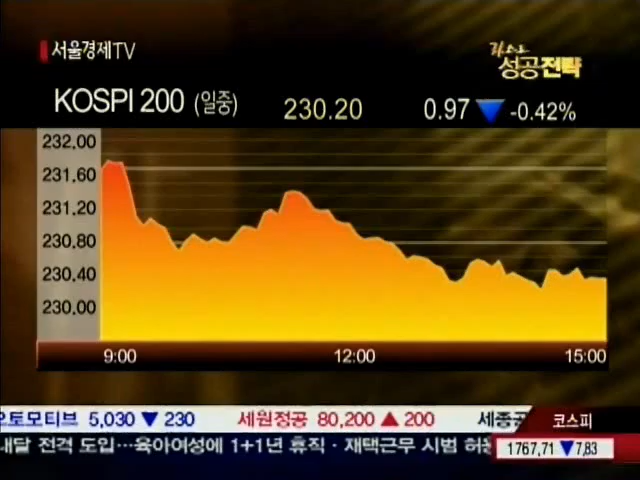 서울경제TV
성공전략
KOSPI 200 (일중) 230.20 0.97 ▼ -0.42%
232.00
231.60
231.20
230.80
230.40
230.00
9:00 12:00 15:00
오토모티브 5,030 ▼ 230 세원정공 80,200 ▲ 200 세종공 코스피
내달 전격 도입…육아여성에 1+1년 휴직·재택근무 시범 허용 1767.71 ▼ 7.83